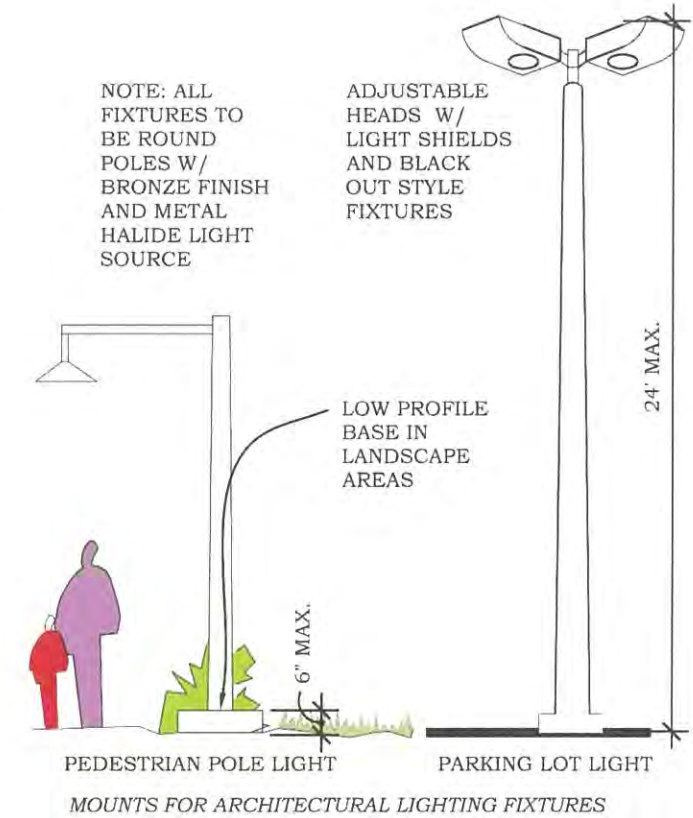 NOTE: ALL
FIXTURES TO
BE ROUND
POLES W/
BRONZE FINISH
AND METAL
HALIDE LIGHT
SOURCE
ADJUSTABLE
HEADS W/
LIGHT SHIELDS
AND BLACK
OUT STYLE
FIXTURES
24' MAX.
LOW PROFILE
BASE IN
LANDSCAPE
AREAS
6" MAX.
PEDESTRIAN POLE LIGHT
PARKING LOT LIGHT
MOUNTS FOR ARCHITECTURAL LIGHTING FIXTURES